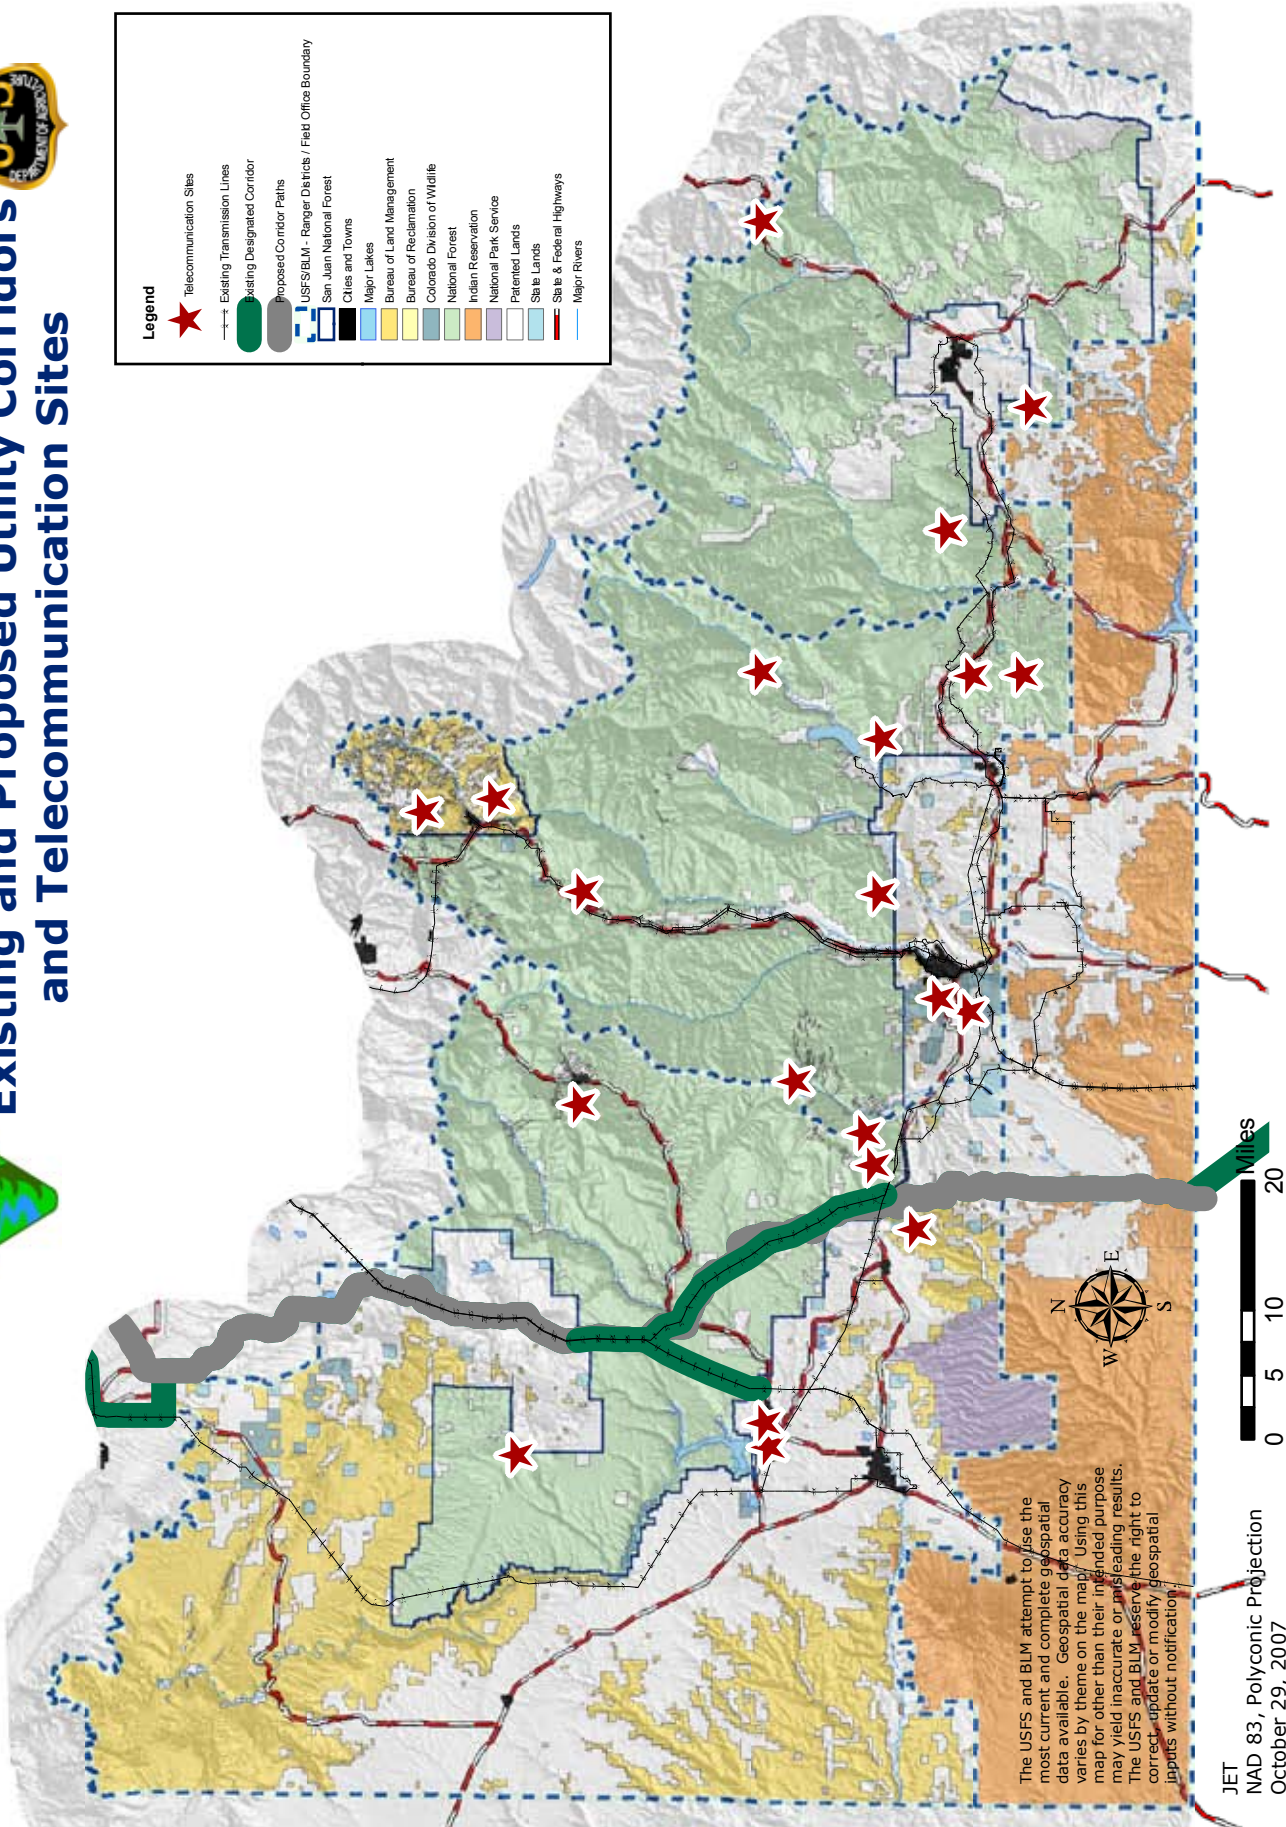 Existing and Proposed Utility Corridors
and Telecommunication Sites
DEPARTMENT OF AGRICULTURE
Legend
Telecommunication Sites
Existing Transmission Lines
Existing Designated Corridor
Proposed Corridor Paths
USFS/BLM - Ranger Districts / Field Office Boundary
San Juan National Forest
Cities and Towns
Major Lakes
Bureau of Land Management
Bureau of Reclamation
Colorado Division of Wildlife
National Forest
Indian Reservation
National Park Service
Patented Lands
State Lands
State & Federal Highways
Major Rivers
N
W
E
S
The USFS and BLM attempt to use the
most current and complete geospatial
data available. Geospatial data accuracy
varies by theme on the map. Using this
map for other than their intended purpose
may yield inaccurate or misleading results.
The USFS and BLM reserve the right to
correct, update or modify geospatial
inputs without notification.
Miles
0 5 10 20
JET
NAD 83, Polyconic Projection
October 29, 2007